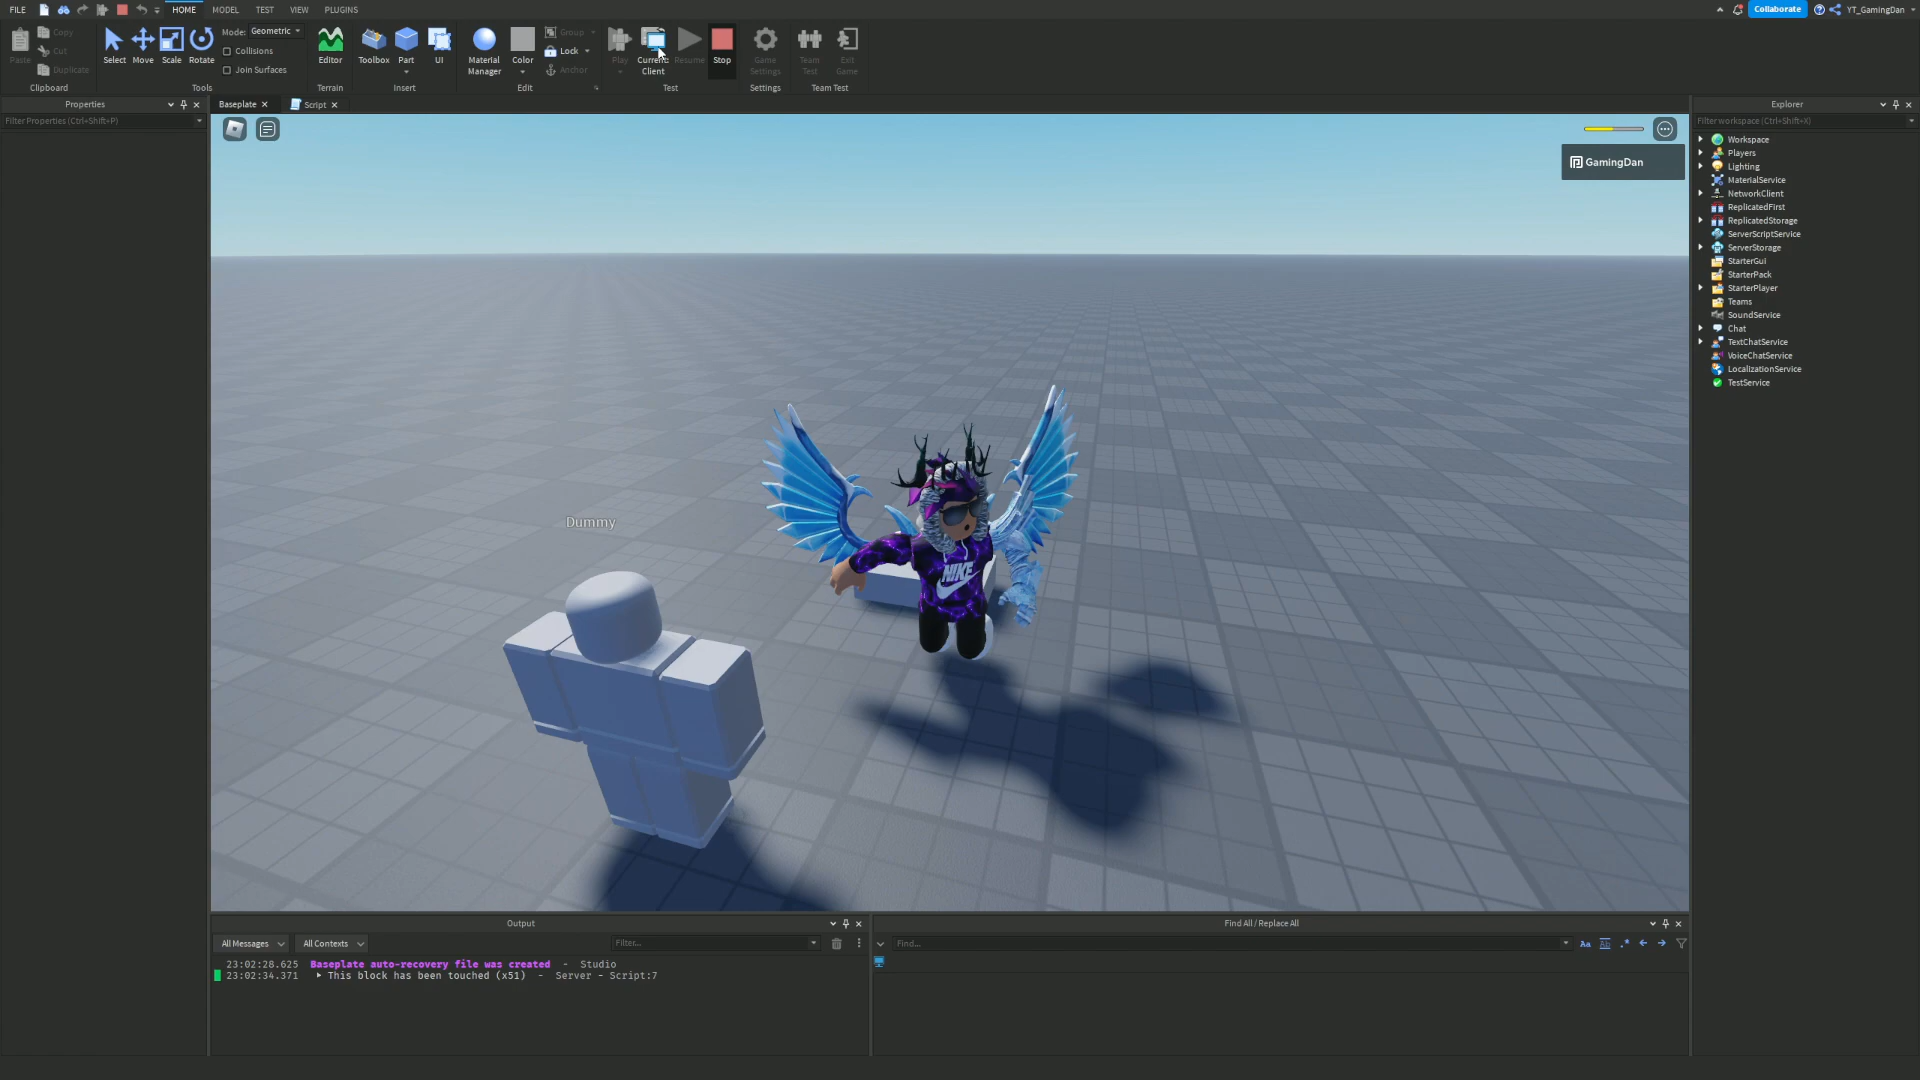 FILE HOME MODEL TEST VIEW PLUGINS Collaborate YT_GamingDan
Paste Copy Cut Duplicate
Clipboard
Select Move Scale Rotate
Mode: Geometric
Collisions
Join Surfaces
Tools
Editor
Terrain
Toolbox Part UI
Insert
Material Manager Color
Group
Lock
Anchor
Edit
Play Current: Client Resume Stop
Test
Game Settings
Settings
Team Test Exit Game
Team Test
Properties
Filter Properties (Ctrl+Shift+P)
Baseplate Script
GamingDan
Dummy
NIKE
Explorer
Filter workspace (Ctrl+Shift+X)
Workspace
Players
Lighting
MaterialService
NetworkClient
ReplicatedFirst
ReplicatedStorage
ServerScriptService
ServerStorage
StarterGui
StarterPack
StarterPlayer
Teams
SoundService
Chat
TextChatService
VoiceChatService
LocalizationService
TestService
Output
All Messages All Contexts Filter...
23:02:28.625 Baseplate auto-recovery file was created - Studio
23:02:34.371 This block has been touched (x51) - Server - Script:7
Find All / Replace All
Find... Aa Ab .*